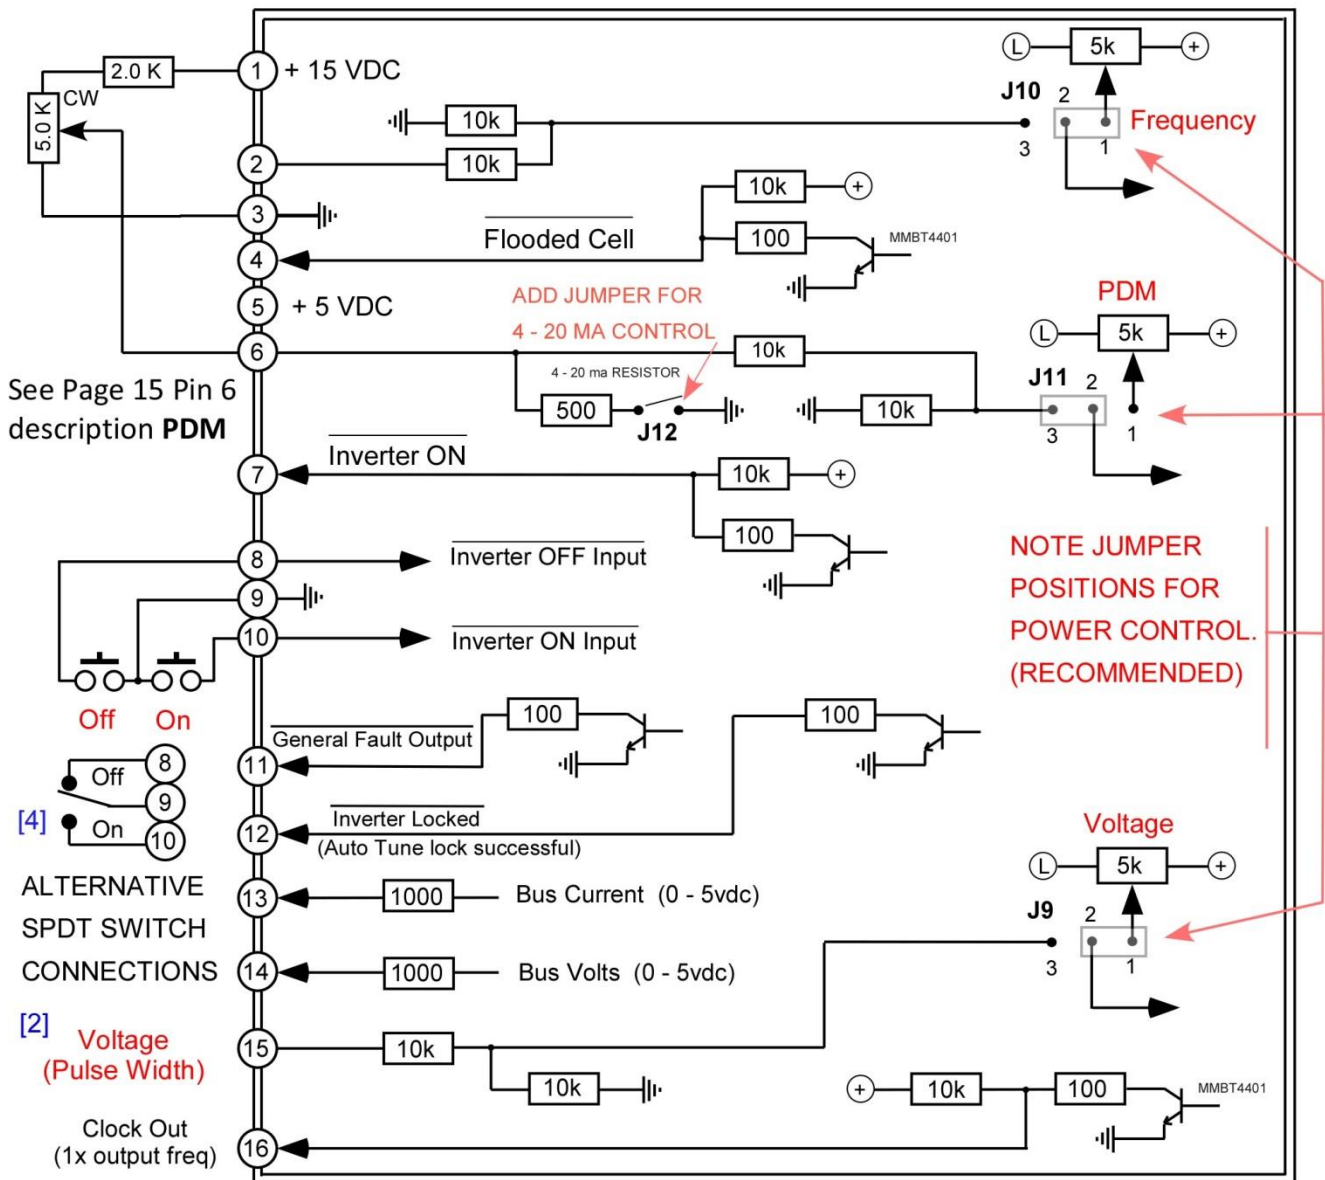 L
5k
+
1
+ 15 VDC
2.0 K
CW
5.0 K
J10
2
Frequency
3
1
10k
10k
2
3
10k
+
Flooded Cell
100
MMBT4401
4
5
+ 5 VDC
ADD JUMPER FOR
4 - 20 MA CONTROL
PDM
L
5k
+
6
10k
See Page 15 Pin 6
description PDM
4 - 20 ma RESISTOR
500
J12
10k
J11
2
3
1
Inverter ON
7
10k
+
100
8
Inverter OFF Input
9
10
Inverter ON Input
NOTE JUMPER
POSITIONS FOR
POWER CONTROL.
(RECOMMENDED)
Off
On
100
100
General Fault Output
11
8
Off
9
[4]
On
10
Inverter Locked
12
(Auto Tune lock successful)
Voltage
L
5k
+
ALTERNATIVE
SPDT SWITCH
CONNECTIONS
13
1000
Bus Current (0 - 5vdc)
J9
2
3
1
14
1000
Bus Volts (0 - 5vdc)
[2]
Voltage
(Pulse Width)
15
10k
10k
+
10k
100
MMBT4401
Clock Out
(1x output freq)
16